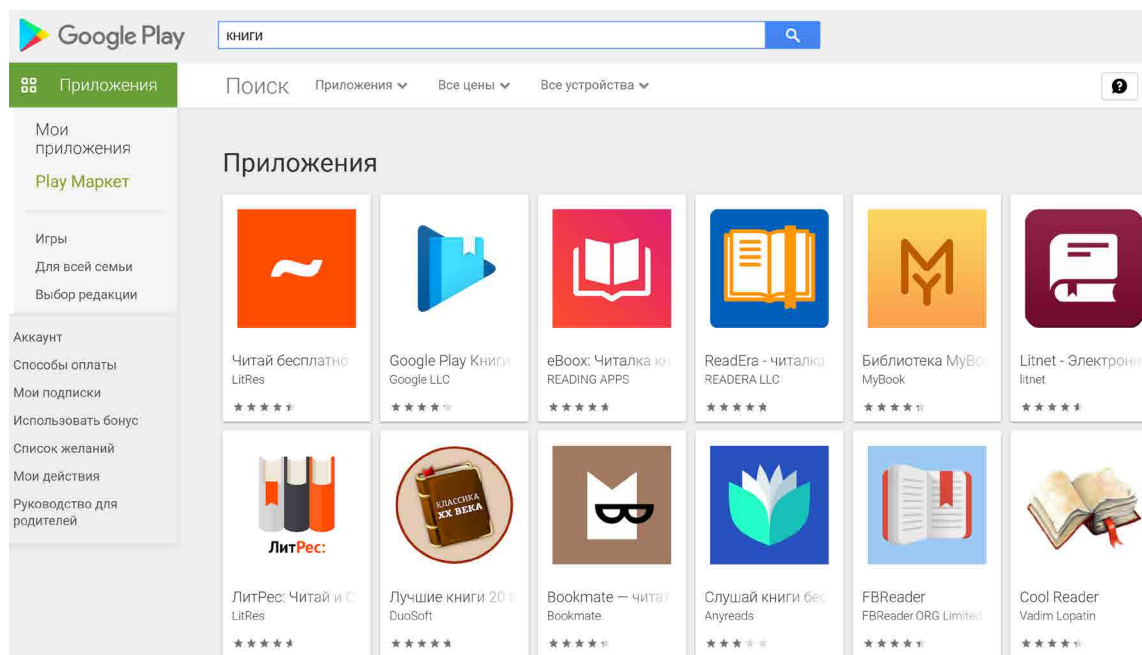 Google Play
книги
Приложения
Поиск
Приложения
Все цены
Все устройства
Мои
приложения
Play Маркет
Игры
Для всей семьи
Выбор редакции
Аккаунт
Способы оплаты
Мои подписки
Использовать бонус
Список желаний
Мои действия
Руководство для
родителей
Приложения
Читай бесплатно
LitRes
Google Play Книги
Google LLC
eBoox: Читалка
READING APPS
ReadEra - читалка
READERA LLC
Библиотека
MyBook
Litnet -
litnet
ЛитРес:
ЛитРес: Читай и
LitRes
КЛАССИКА
XX ВЕКА
Лучшие книги 20
DuoSoft
Bookmate —
Bookmate
Слушай книги
Anyreads
FBReader
FBReader.ORG Limited
Cool Reader
Vadim Lopatin